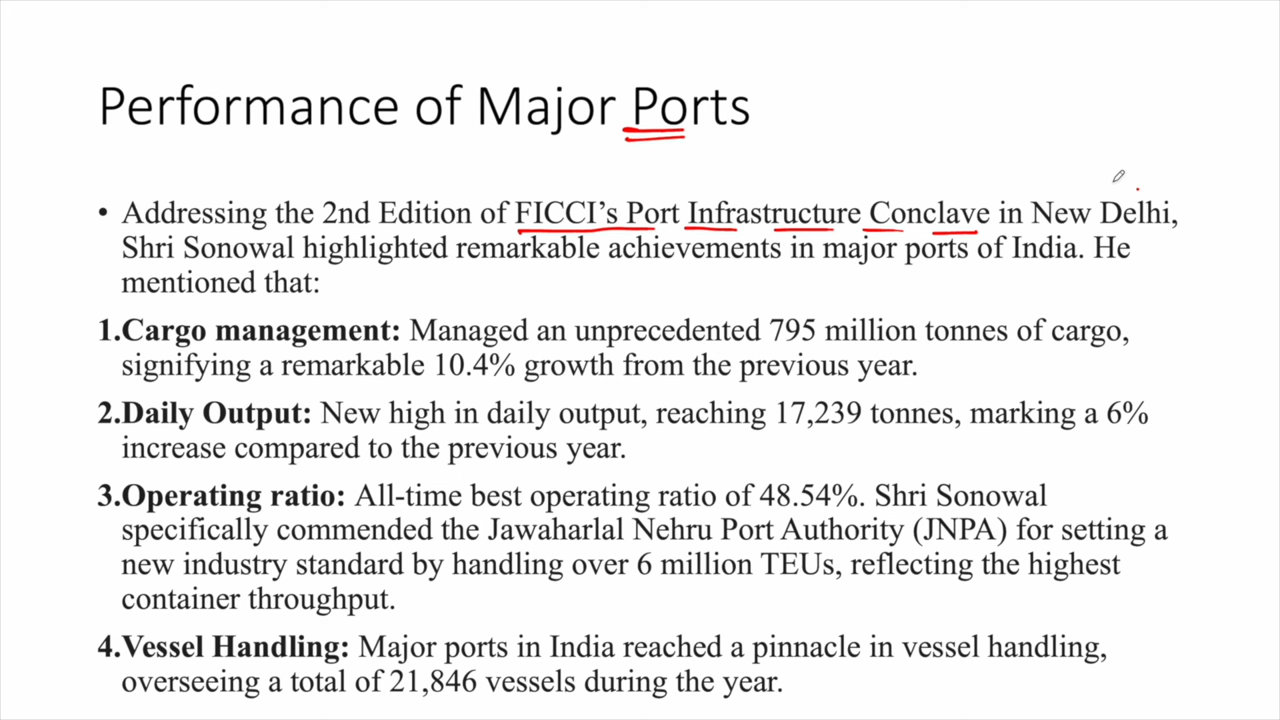 Performance of Major Ports
• Addressing the 2nd Edition of FICCI’s Port Infrastructure Conclave in New Delhi,
Shri Sonowal highlighted remarkable achievements in major ports of India. He
mentioned that:
1.Cargo management: Managed an unprecedented 795 million tonnes of cargo,
signifying a remarkable 10.4% growth from the previous year.
2.Daily Output: New high in daily output, reaching 17,239 tonnes, marking a 6%
increase compared to the previous year.
3.Operating ratio: All-time best operating ratio of 48.54%. Shri Sonowal
specifically commended the Jawaharlal Nehru Port Authority (JNPA) for setting a
new industry standard by handling over 6 million TEUs, reflecting the highest
container throughput.
4.Vessel Handling: Major ports in India reached a pinnacle in vessel handling,
overseeing a total of 21,846 vessels during the year.